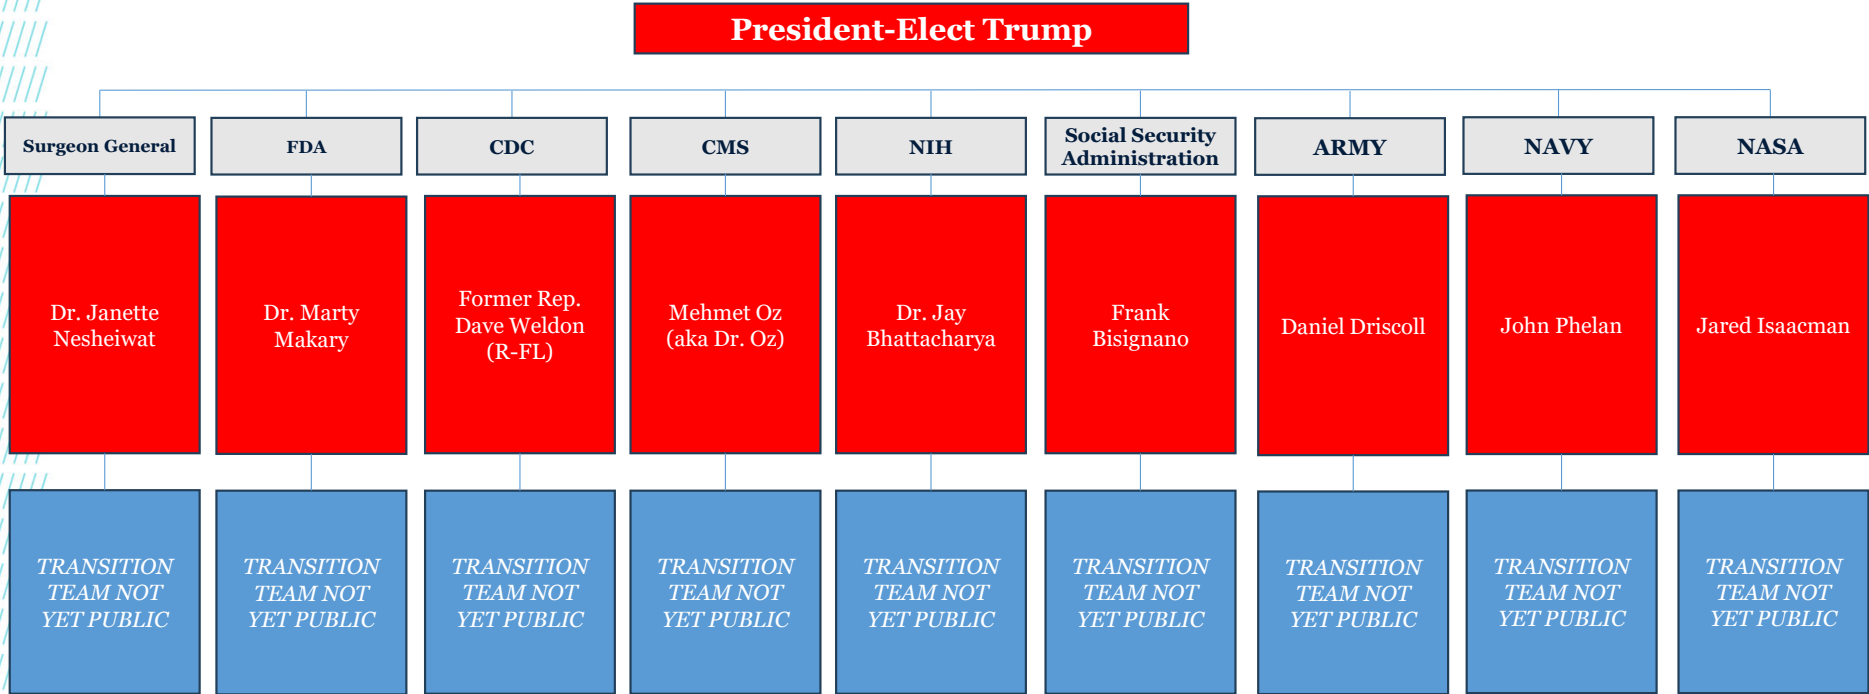 President-Elect Trump
Surgeon General
FDA
CDC
CMS
NIH
Social Security
Administration
ARMY
NAVY
NASA
Dr. Janette
Nesheiwat
Dr. Marty
Makary
Former Rep.
Dave Weldon
(R-FL)
Mehmet Oz
(aka Dr. Oz)
Dr. Jay
Bhattacharya
Frank
Bisignano
Daniel Driscoll
John Phelan
Jared Isaacman
TRANSITION
TEAM NOT
YET PUBLIC
TRANSITION
TEAM NOT
YET PUBLIC
TRANSITION
TEAM NOT
YET PUBLIC
TRANSITION
TEAM NOT
YET PUBLIC
TRANSITION
TEAM NOT
YET PUBLIC
TRANSITION
TEAM NOT
YET PUBLIC
TRANSITION
TEAM NOT
YET PUBLIC
TRANSITION
TEAM NOT
YET PUBLIC
TRANSITION
TEAM NOT
YET PUBLIC